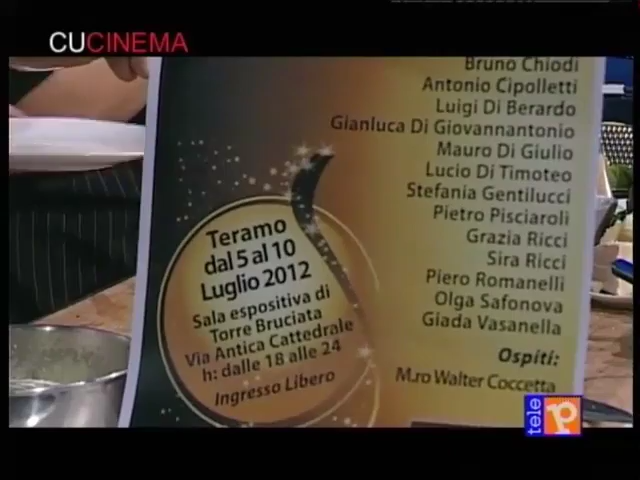 CUCINEMA
Bruno Chiodi
Antonio Cipolletti
Luigi Di Berardo
Gianluca Di Giovannantonio
Mauro Di Giulio
Lucio Di Timoteo
Stefania Gentilucci
Pietro Pisciaroli
Grazia Ricci
Sira Ricci
Piero Romanelli
Olga Safonova
Giada Vasanella
Ospiti:
M.ro Walter Coccetta
Teramo
dal 5 al 10
Luglio 2012
Sala espositiva di
Torre Bruciata
Via Antica Cattedrale
h: dalle 18 alle 24
Ingresso Libero
tele p